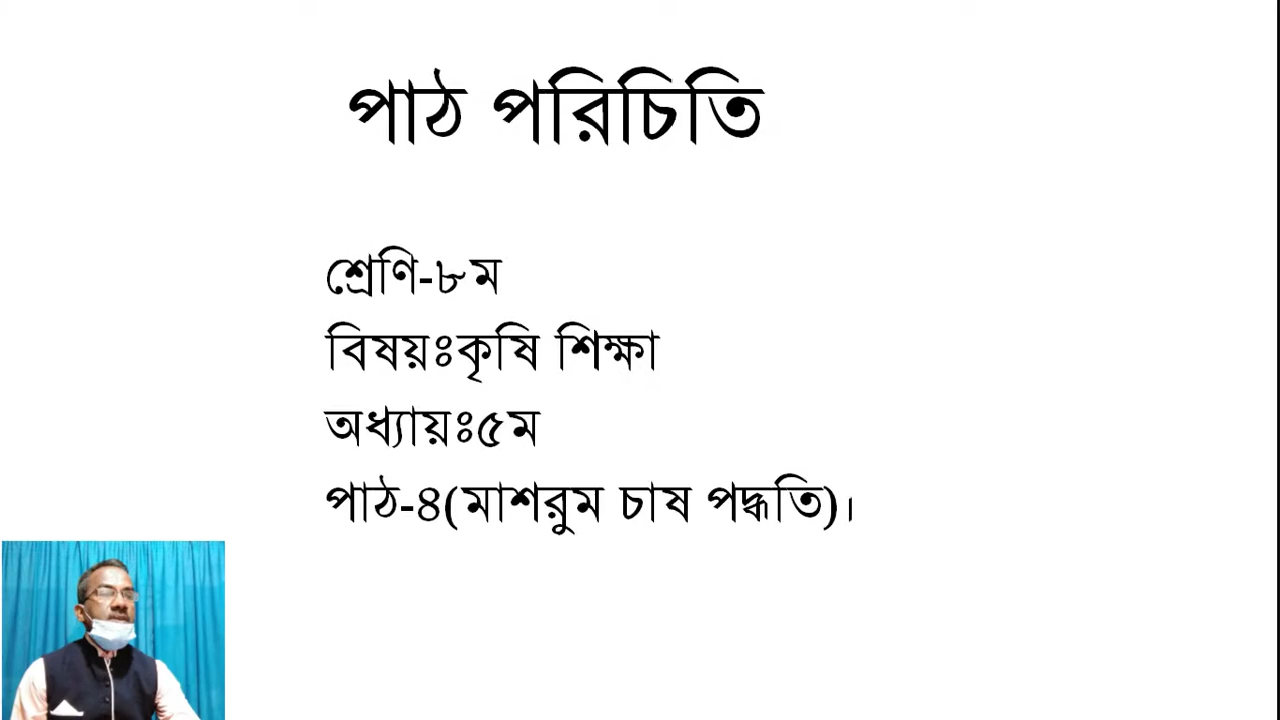 পাঠ পরিচিতি
শ্রেণি-৮ম
বিষয়ঃকৃষি শিক্ষা
অধ্যায়ঃ৫ম
পাঠ-৪(মাশরুম চাষ পদ্ধতি)।